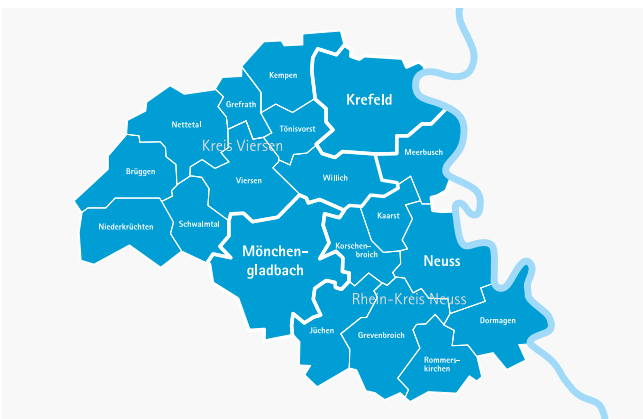 Kempen
Krefeld
Grefrath
Nettetal
Tönisvorst
Kreis Viersen
Meerbusch
Brüggen
Viersen
Willich
Kaarst
Niederkrüchten
Schwalmtal
Korschen-
broich
Mönchen-
gladbach
Neuss
Rhein-Kreis Neuss
Dormagen
Jüchen
Grevenbroich
Rommers-
kirchen